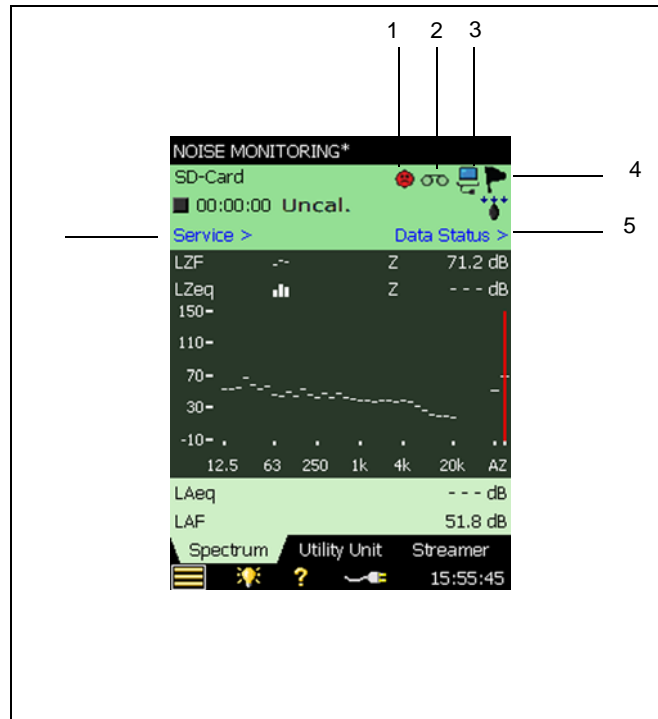 1 2 3
NOISE MONITORING*
SD-Card
4
00:00:00 Uncal.
Service > Data Status >
5
LZF Z 71.2 dB
LZeq Z - - - dB
150
110
70
30
-10
12.5 63 250 1k 4k 20k AZ
LAeq - - - dB
LAF 51.8 dB
Spectrum Utility Unit Streamer
? 15:55:45